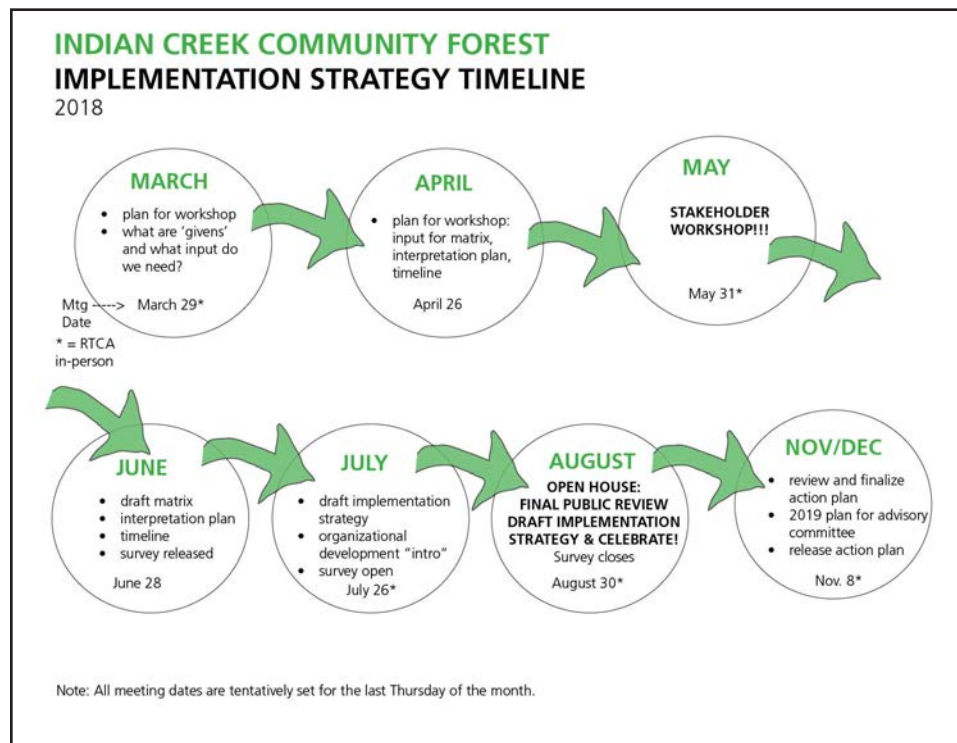 INDIAN CREEK COMMUNITY FOREST
IMPLEMENTATION STRATEGY TIMELINE
2018
MARCH
• plan for workshop
• what are ‘givens’
and what input do
we need?
Mtg ----->
Date
March 29*
* = RTCA
in-person
APRIL
• plan for workshop:
input for matrix,
interpretation plan,
timeline
April 26
MAY
STAKEHOLDER
WORKSHOP!!!
May 31*
JUNE
• draft matrix
• interpretation plan
• timeline
• survey released
June 28
JULY
• draft implementation
strategy
• organizational
development “intro”
• survey open
July 26*
AUGUST
OPEN HOUSE:
FINAL PUBLIC REVIEW
DRAFT IMPLEMENTATION
STRATEGY & CELEBRATE!
Survey closes
August 30*
NOV/DEC
• review and finalize
action plan
• 2019 plan for advisory
committee
• release action plan
Nov. 8*
Note: All meeting dates are tentatively set for the last Thursday of the month.